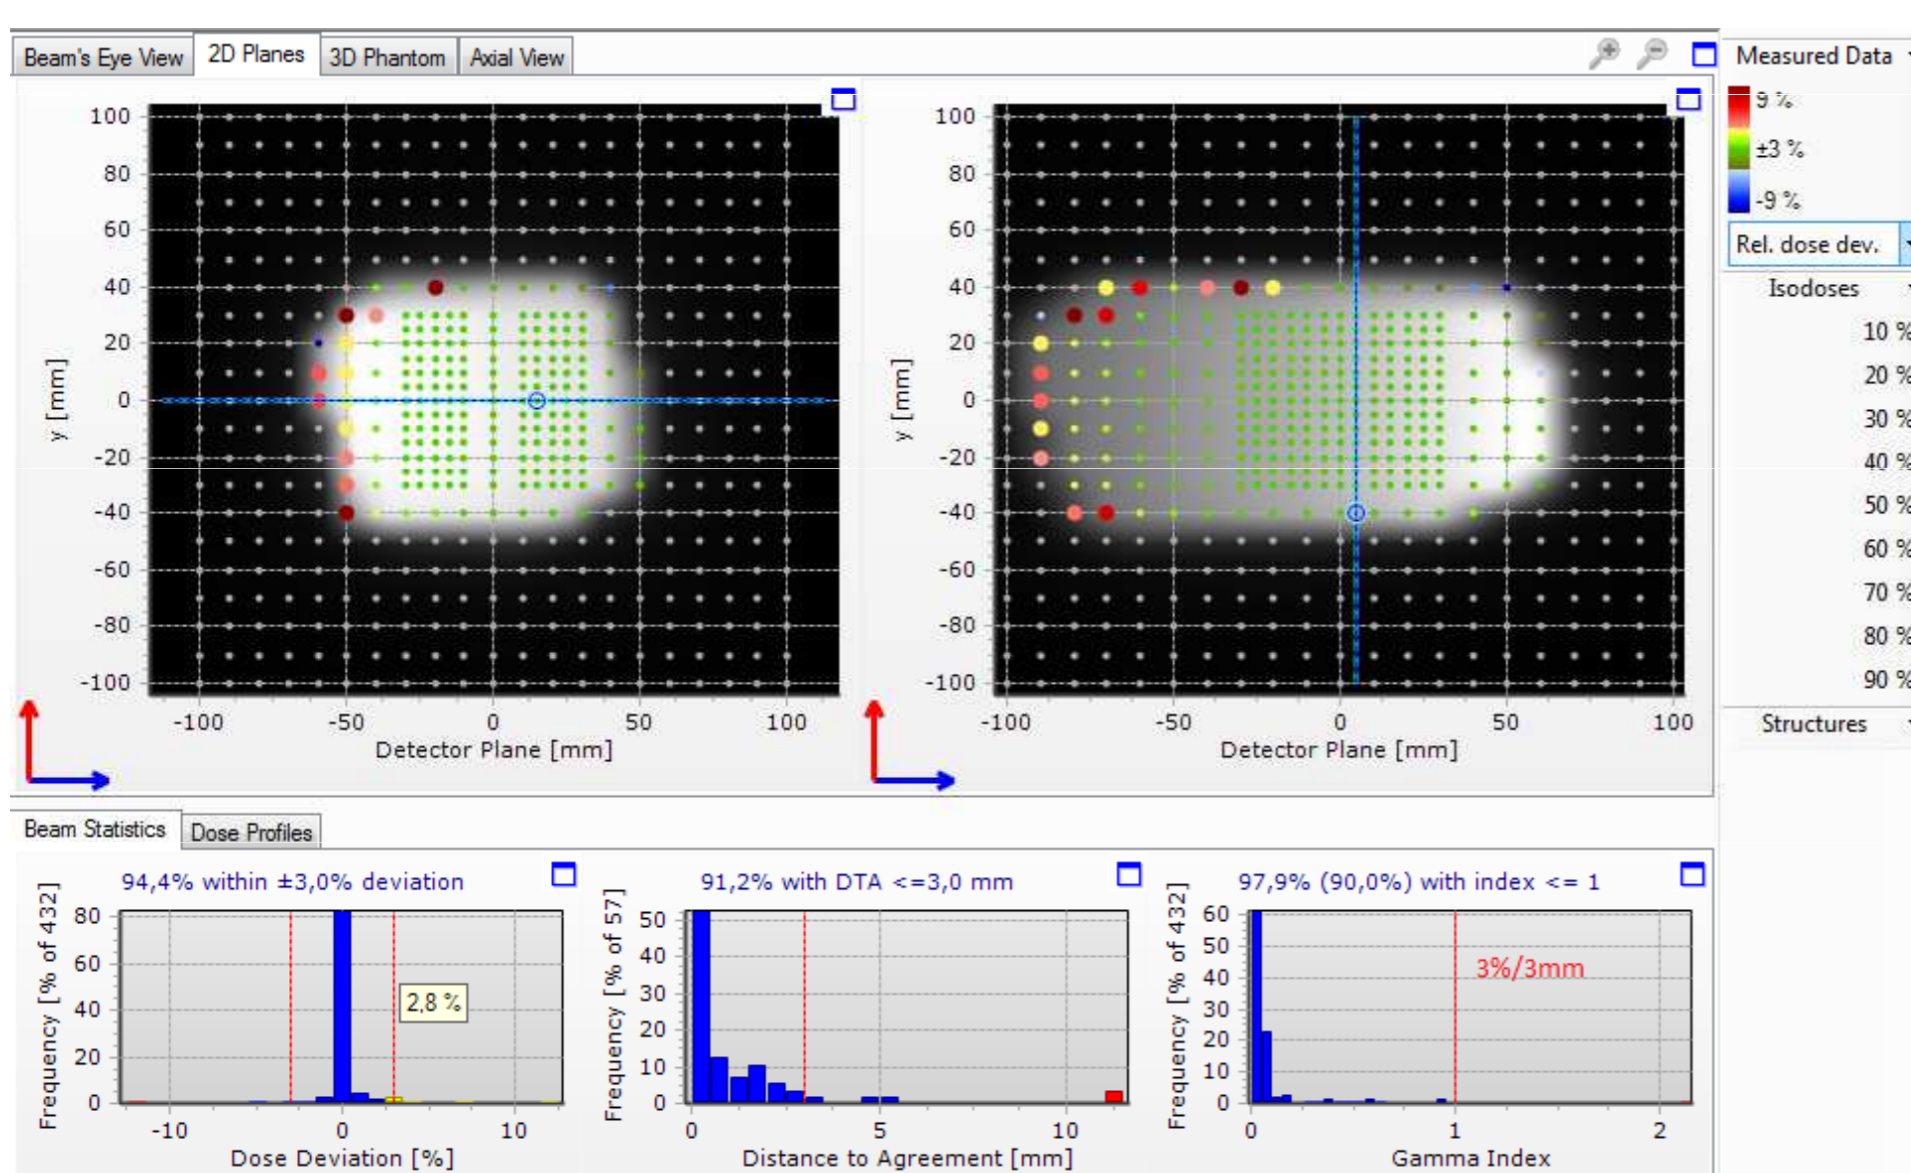 Beam's Eye View 2D Planes 3D Phantom Axial View
Measured Data
9 %
±3 %
-9 %
Rel. dose dev.
Isodoses
10 %
20 %
30 %
40 %
50 %
60 %
70 %
80 %
90 %
Structures
y [mm]
100
80
60
40
20
0
-20
-40
-60
-80
-100
-100 -50 0 50 100
Detector Plane [mm]
y [mm]
100
80
60
40
20
0
-20
-40
-60
-80
-100
-100 -50 0 50 100
Detector Plane [mm]
Beam Statistics Dose Profiles
94,4% within ±3,0% deviation
Frequency [% of 432]
80
60
40
20
0
2,8 %
-10 0 10
Dose Deviation [%]
91,2% with DTA <=3,0 mm
Frequency [% of 57]
50
40
30
20
10
0
0 5 10
Distance to Agreement [mm]
97,9% (90,0%) with index <= 1
Frequency [% of 432]
60
50
40
30
20
10
0
3%/3mm
0 1 2
Gamma Index